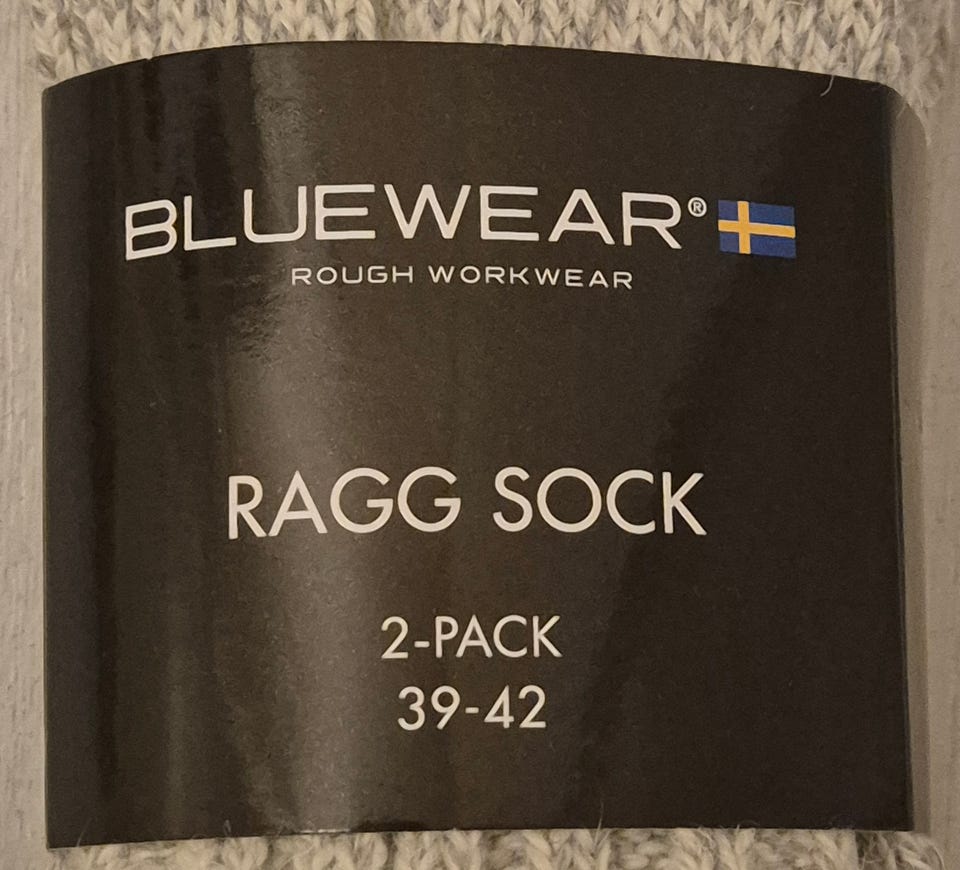 BLUEWEAR®
ROUGH WORKWEAR
RAGG SOCK
2-PACK
39-42